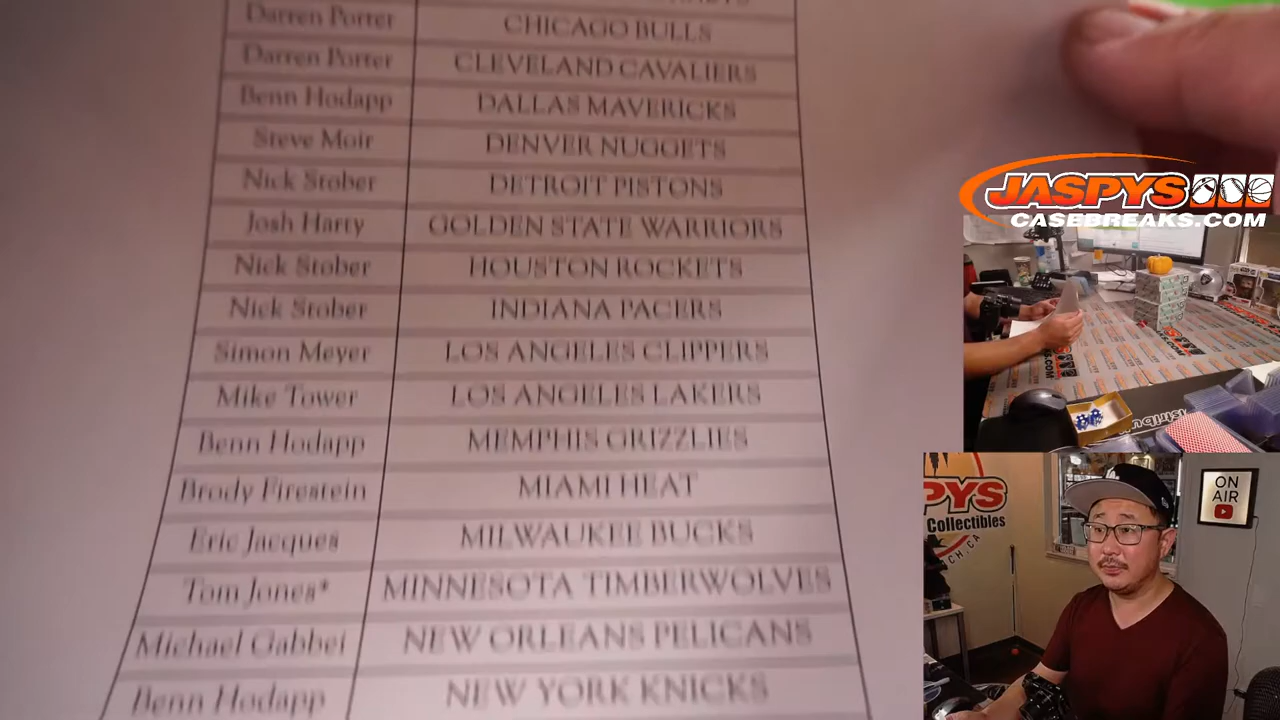 Darren Porter CHICAGO BULLS
Darren Porter CLEVELAND CAVALIERS
Benn Hodapp DALLAS MAVERICKS
Steve Moir DENVER NUGGETS
Nick Stober DETROIT PISTONS
Josh Harty GOLDEN STATE WARRIORS
Nick Stober HOUSTON ROCKETS
Nick Stober INDIANA PACERS
Simon Meyer LOS ANGELES CLIPPERS
Mike Tower LOS ANGELES LAKERS
Benn Hodapp MEMPHIS GRIZZLIES
Brody Firestein MIAMI HEAT
Eric Jacques MILWAUKEE BUCKS
Tom Jones* MINNESOTA TIMBERWOLVES
Michael Gabbei NEW ORLEANS PELICANS
Benn Hodapp NEW YORK KNICKS
JASPYS
CASEBREAKS.COM
PYS
Collectibles
CH, CA
ON
AIR